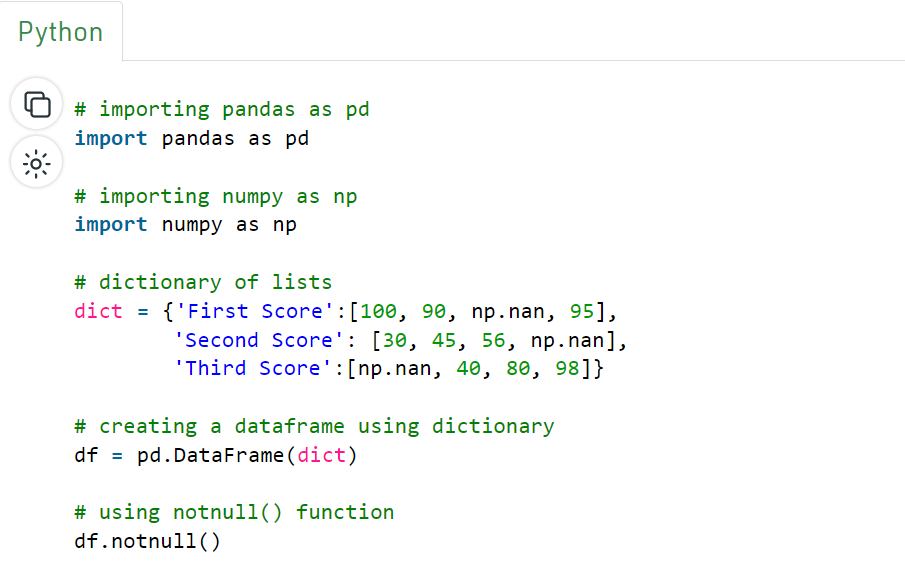 Python
# importing pandas as pd
import pandas as pd
# importing numpy as np
import numpy as np
# dictionary of lists
dict = {'First Score':[100, 90, np.nan, 95],
'Second Score': [30, 45, 56, np.nan],
'Third Score':[np.nan, 40, 80, 98]}
# creating a dataframe using dictionary
df = pd.DataFrame(dict)
# using notnull() function
df.notnull()